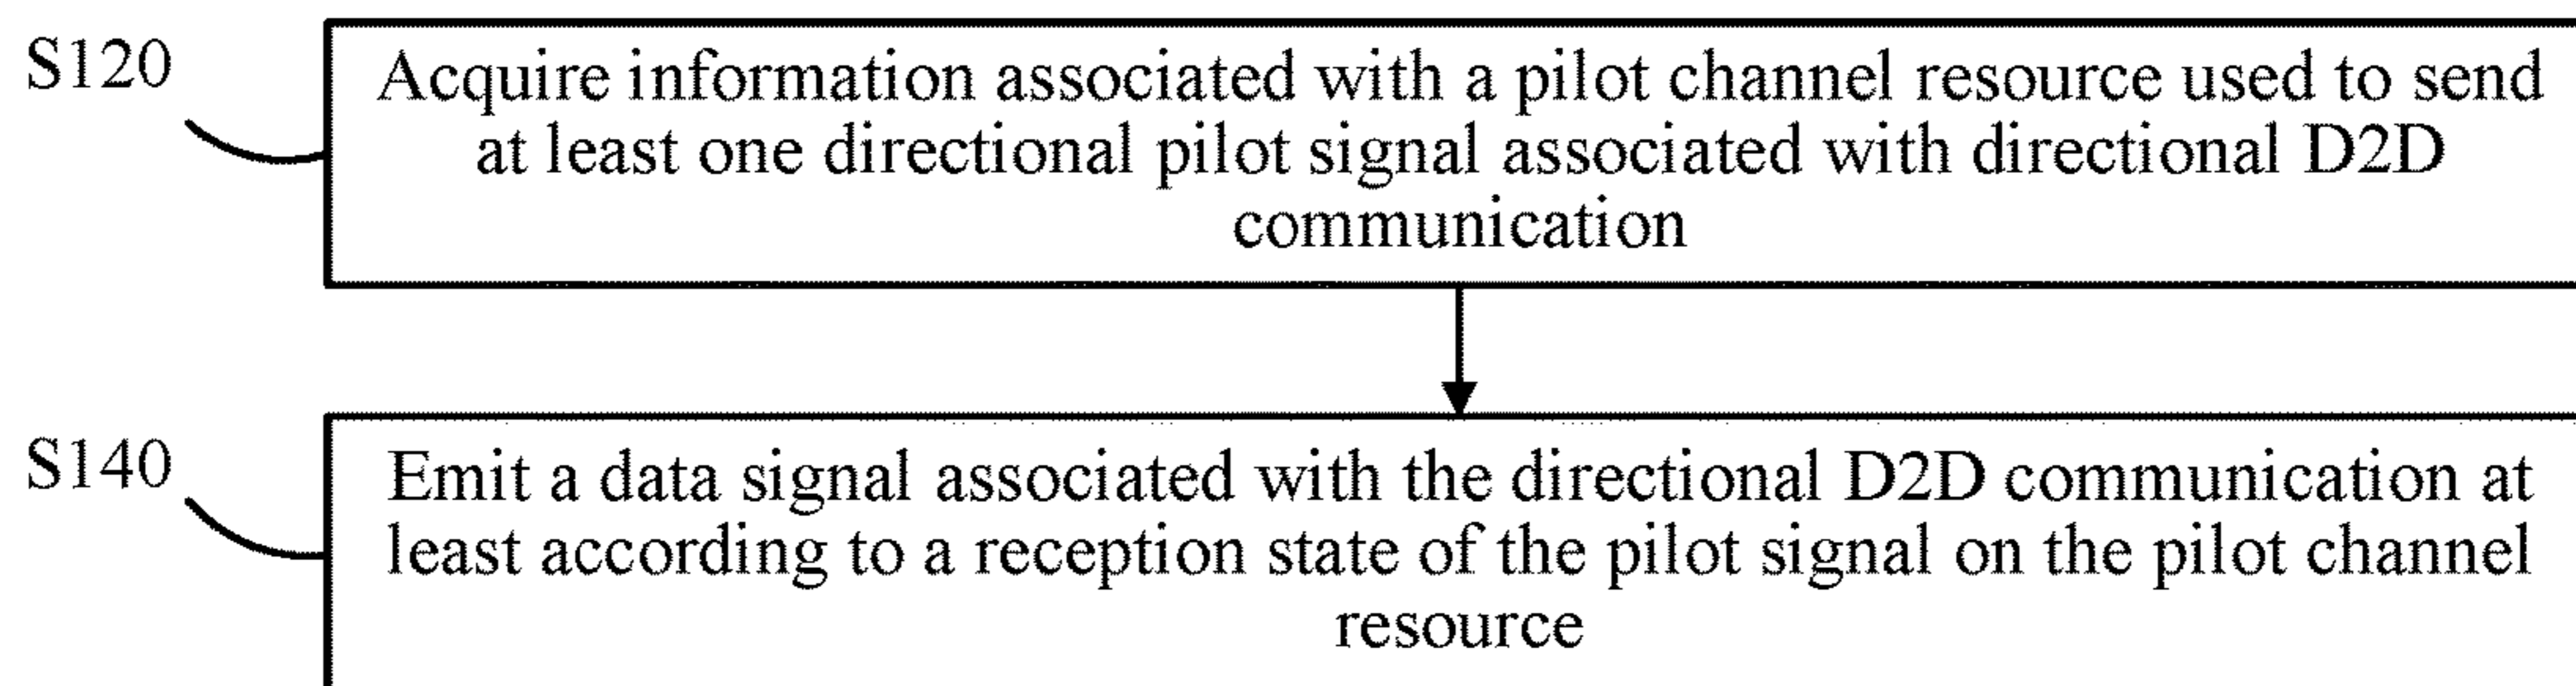 S120
Acquire information associated with a pilot channel resource used to send
at least one directional pilot signal associated with directional D2D
communication
S140
Emit a data signal associated with the directional D2D communication at
least according to a reception state of the pilot signal on the pilot channel
resource